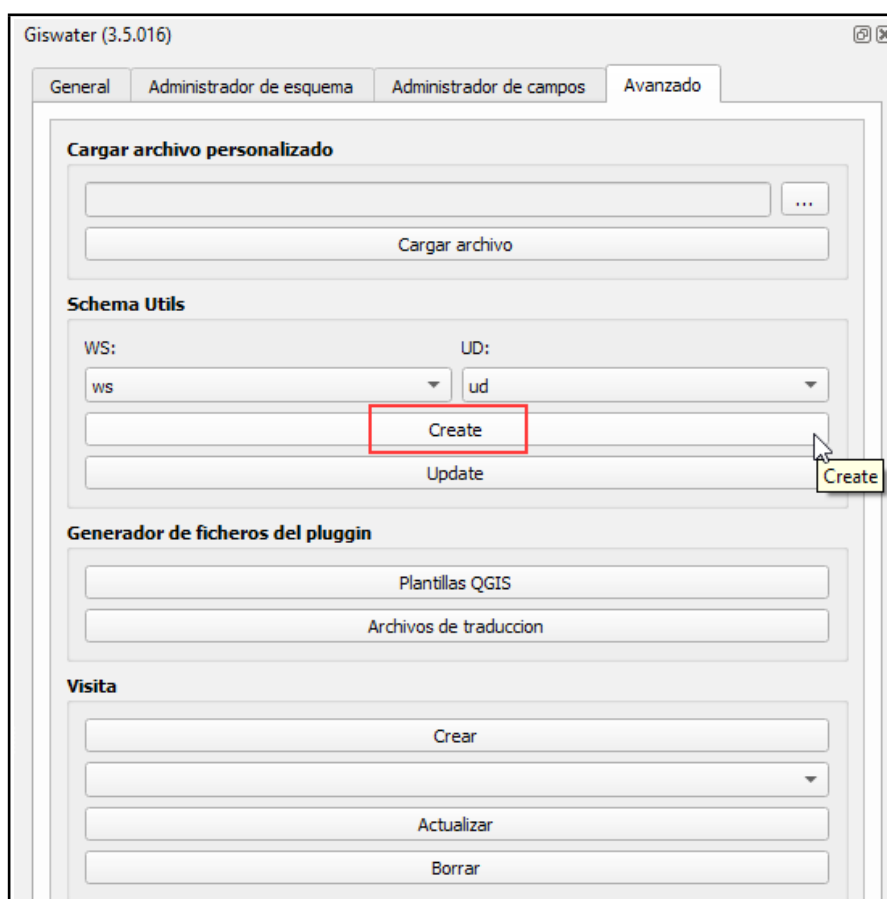 Giswater (3.5.016)
General Administrador de esquema Administrador de campos Avanzado
Cargar archivo personalizado
...
Cargar archivo
Schema Utils
WS: UD:
ws ud
Create
Update
Create
Generador de ficheros del pluggin
Plantillas QGIS
Archivos de traduccion
Visita
Crear
Actualizar
Borrar